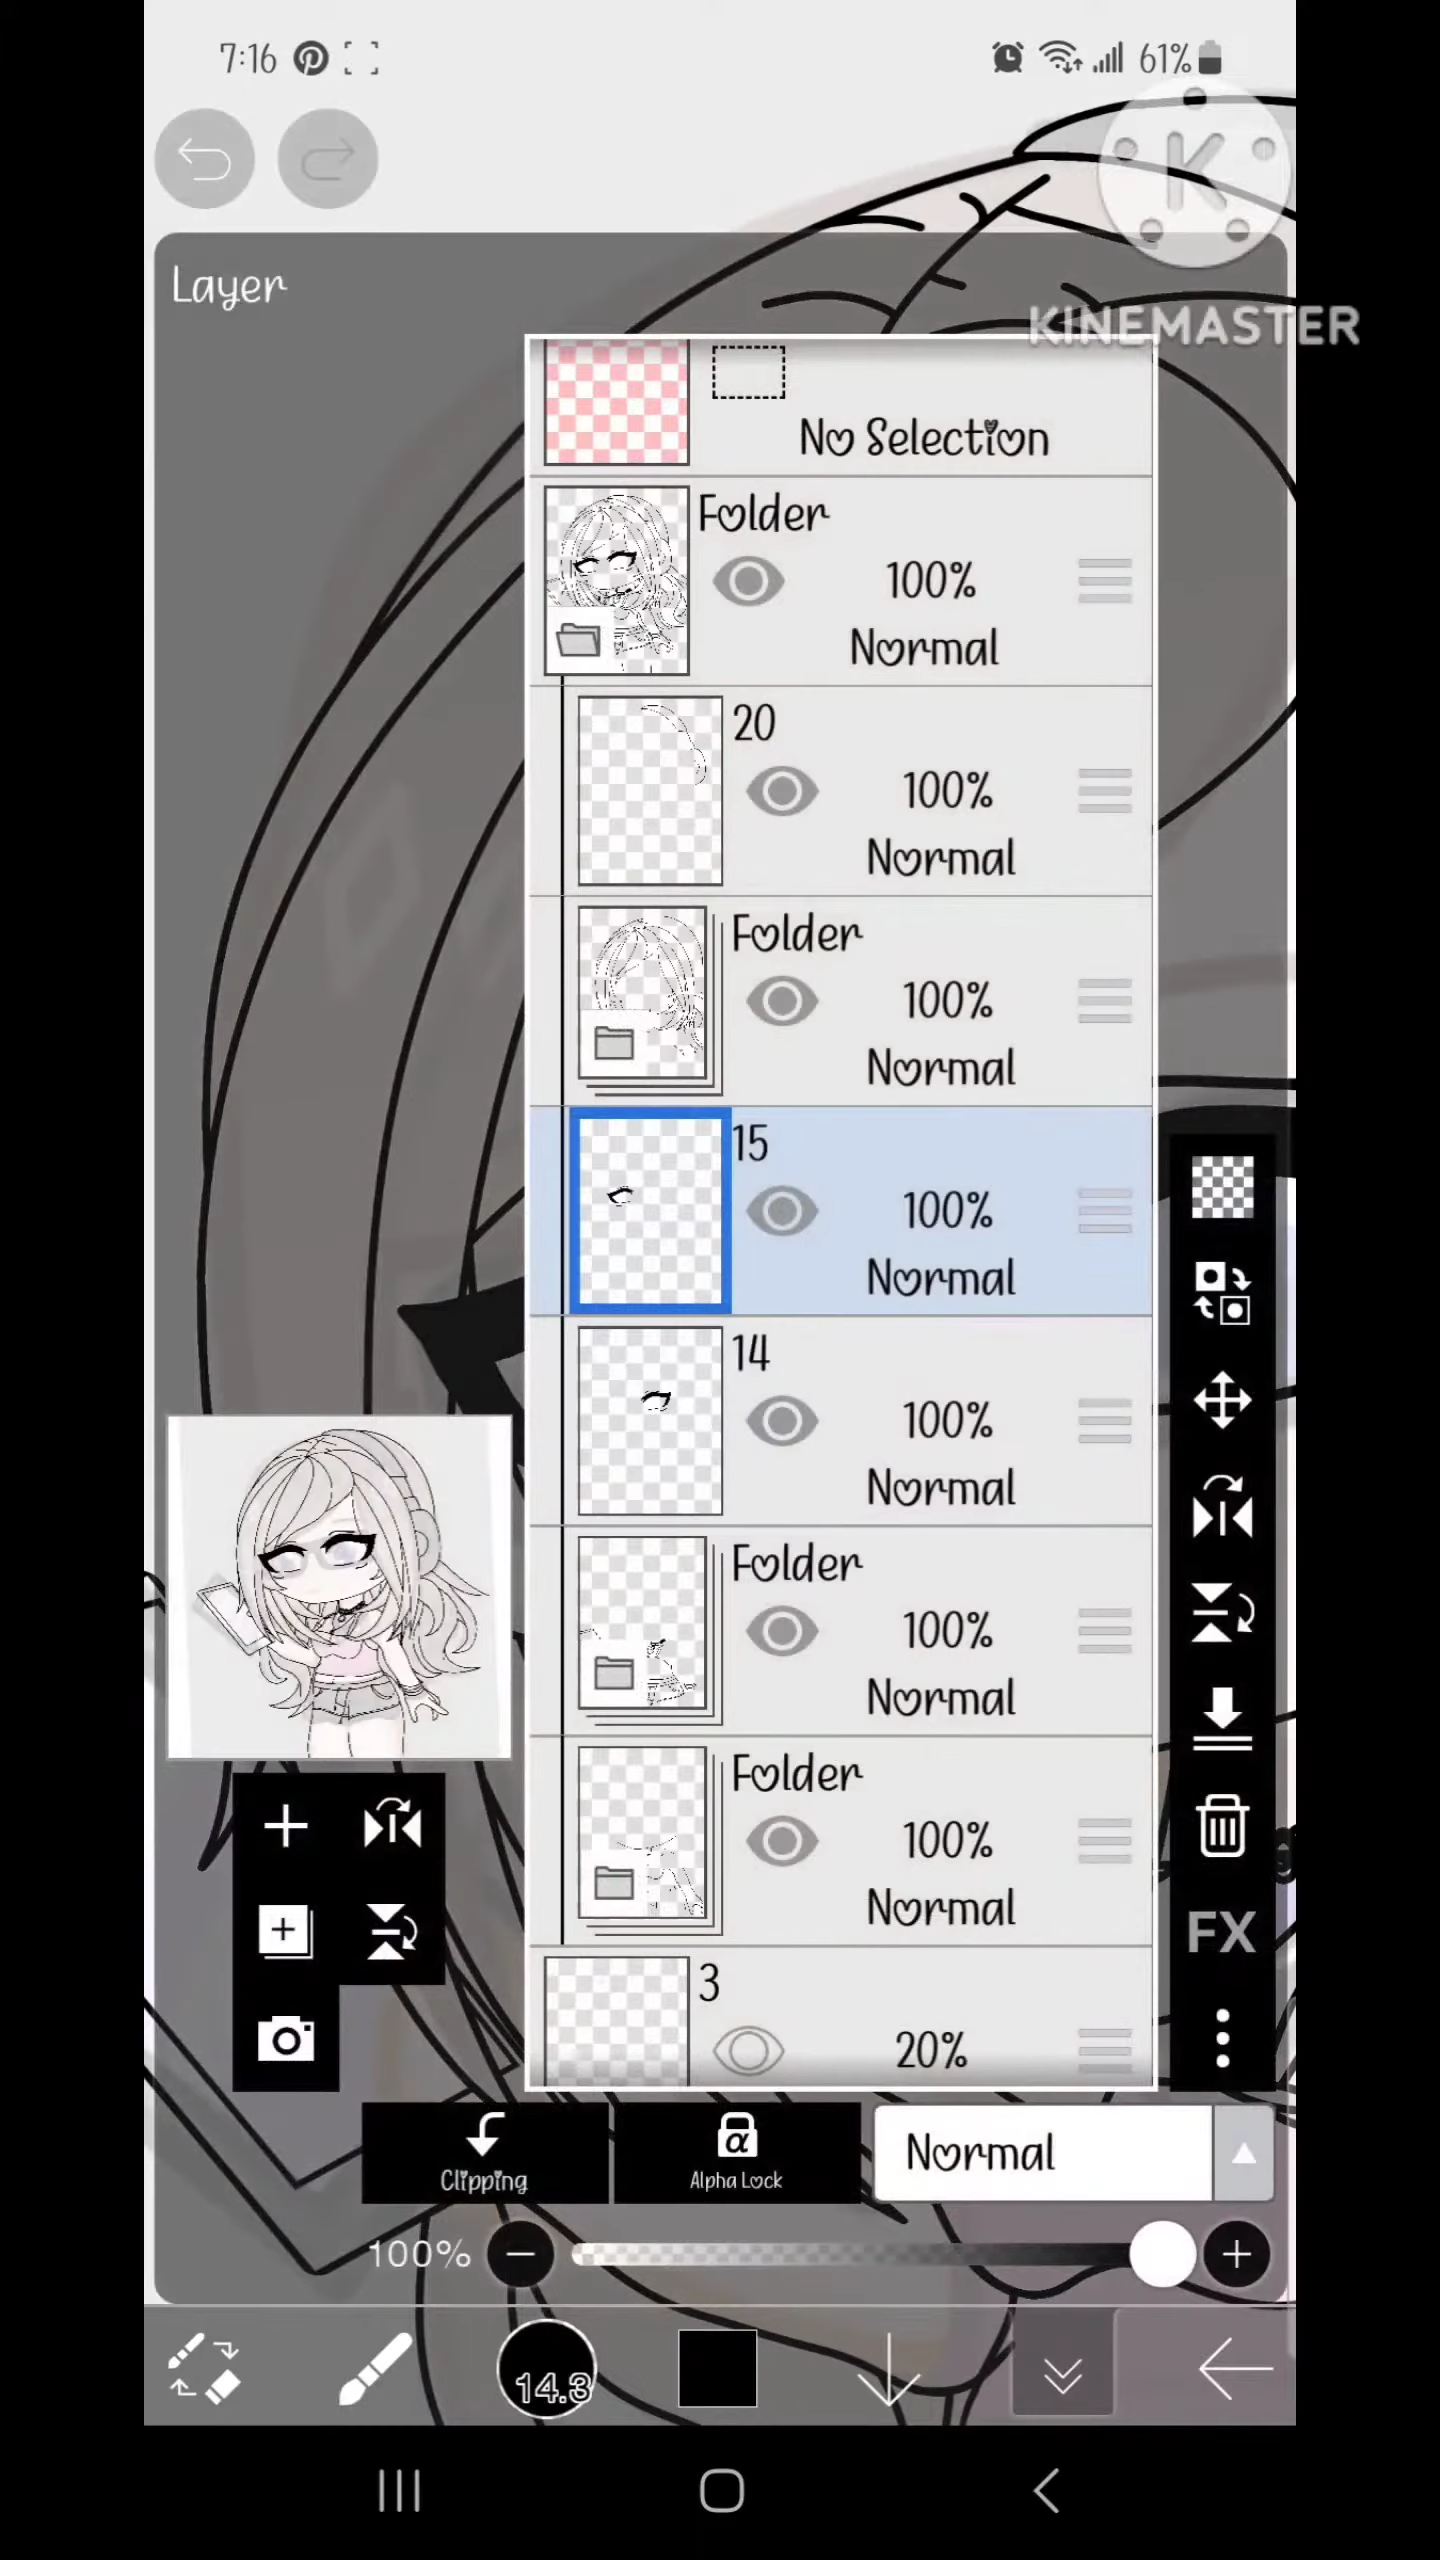 7:16
61%
K
KINEMASTER
Layer
No Selection
Folder
100%
Normal
20
100%
Normal
Folder
100%
Normal
15
100%
Normal
14
100%
Normal
Folder
100%
Normal
Folder
100%
Normal
3
20%
FX
Clipping
α
Alpha Lock
Normal
100%
14.3